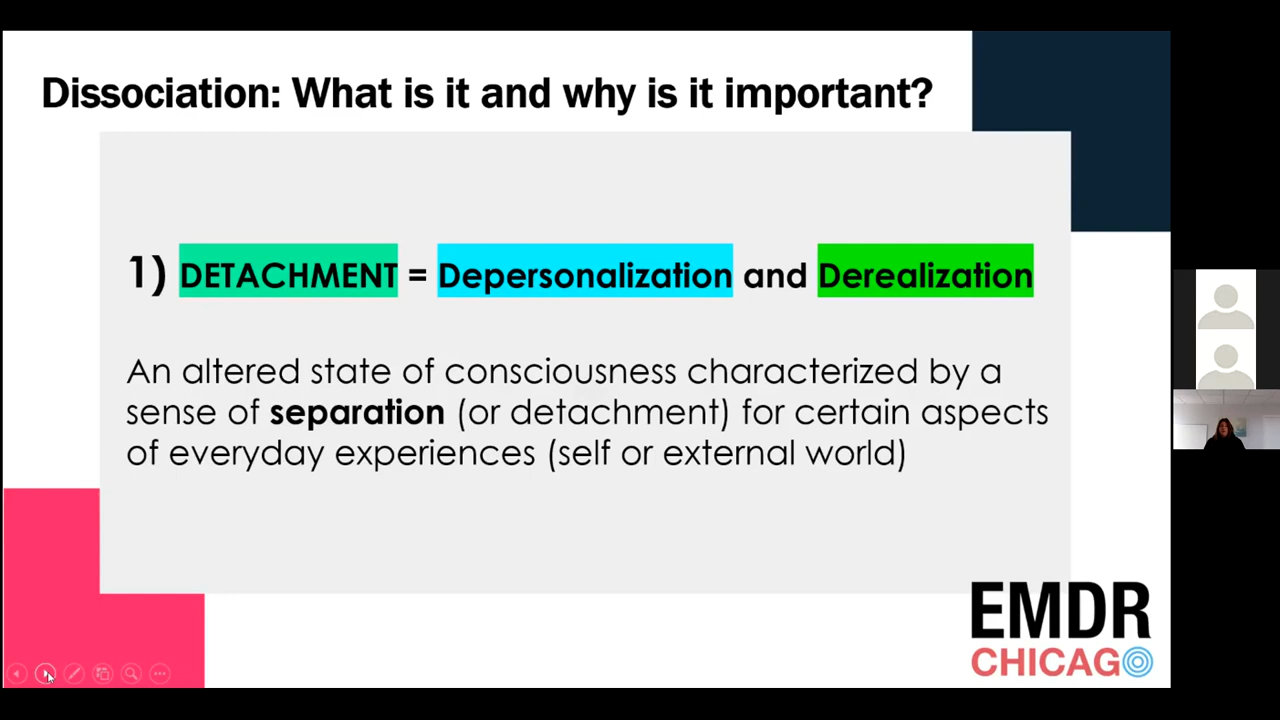 Dissociation: What is it and why is it important?
1) DETACHMENT = Depersonalization and Derealization
An altered state of consciousness characterized by a
sense of separation (or detachment) for certain aspects
of everyday experiences (self or external world)
EMDR
CHICAGO